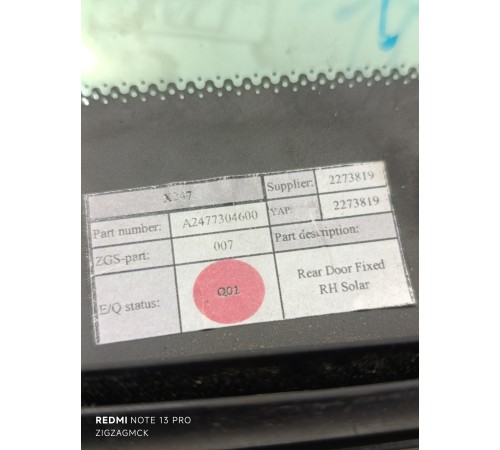 X247
Supplier: 2273819
Part number: A2477304600
YAP: 2273819
ZGS-part: 007
Part description:
E/Q status: Q01
Rear Door Fixed
RH Solar
REDMI NOTE 13 PRO
ZIGZAGMCK